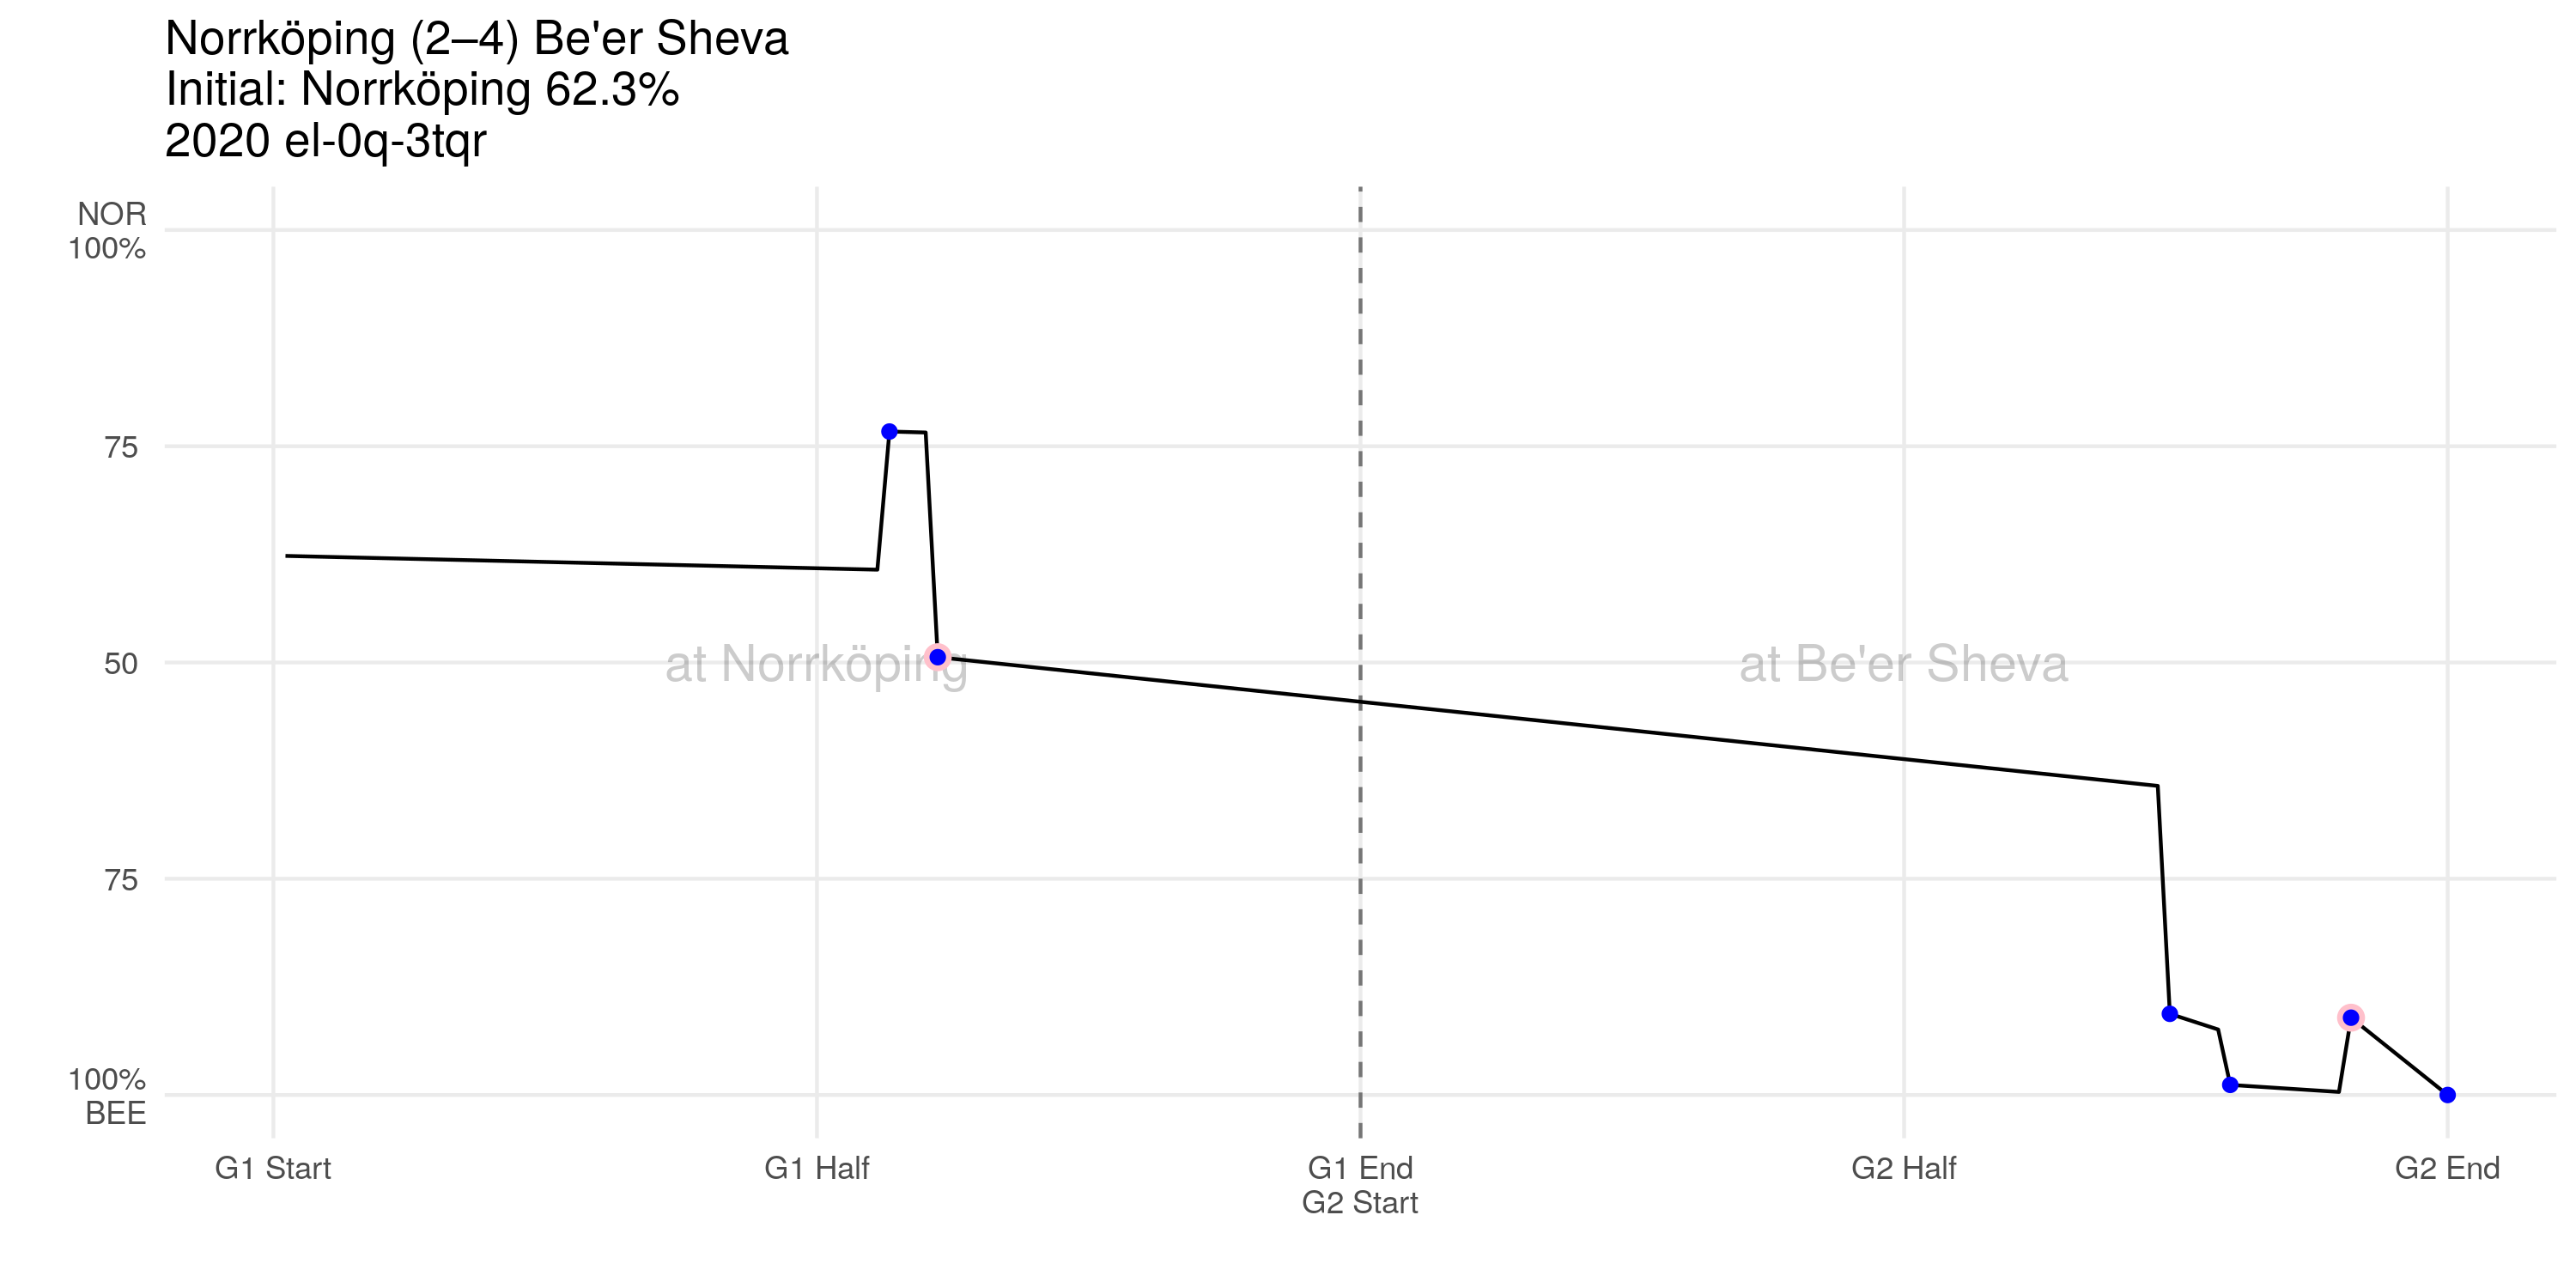 Norrköping (2–4) Be'er Sheva
Initial: Norrköping 62.3%
2020 el-0q-3tqr
NOR
100%
75
50
75
100%
BEE
at Norrköping
at Be'er Sheva
G1 Start
G1 Half
G1 End
G2 Start
G2 Half
G2 End